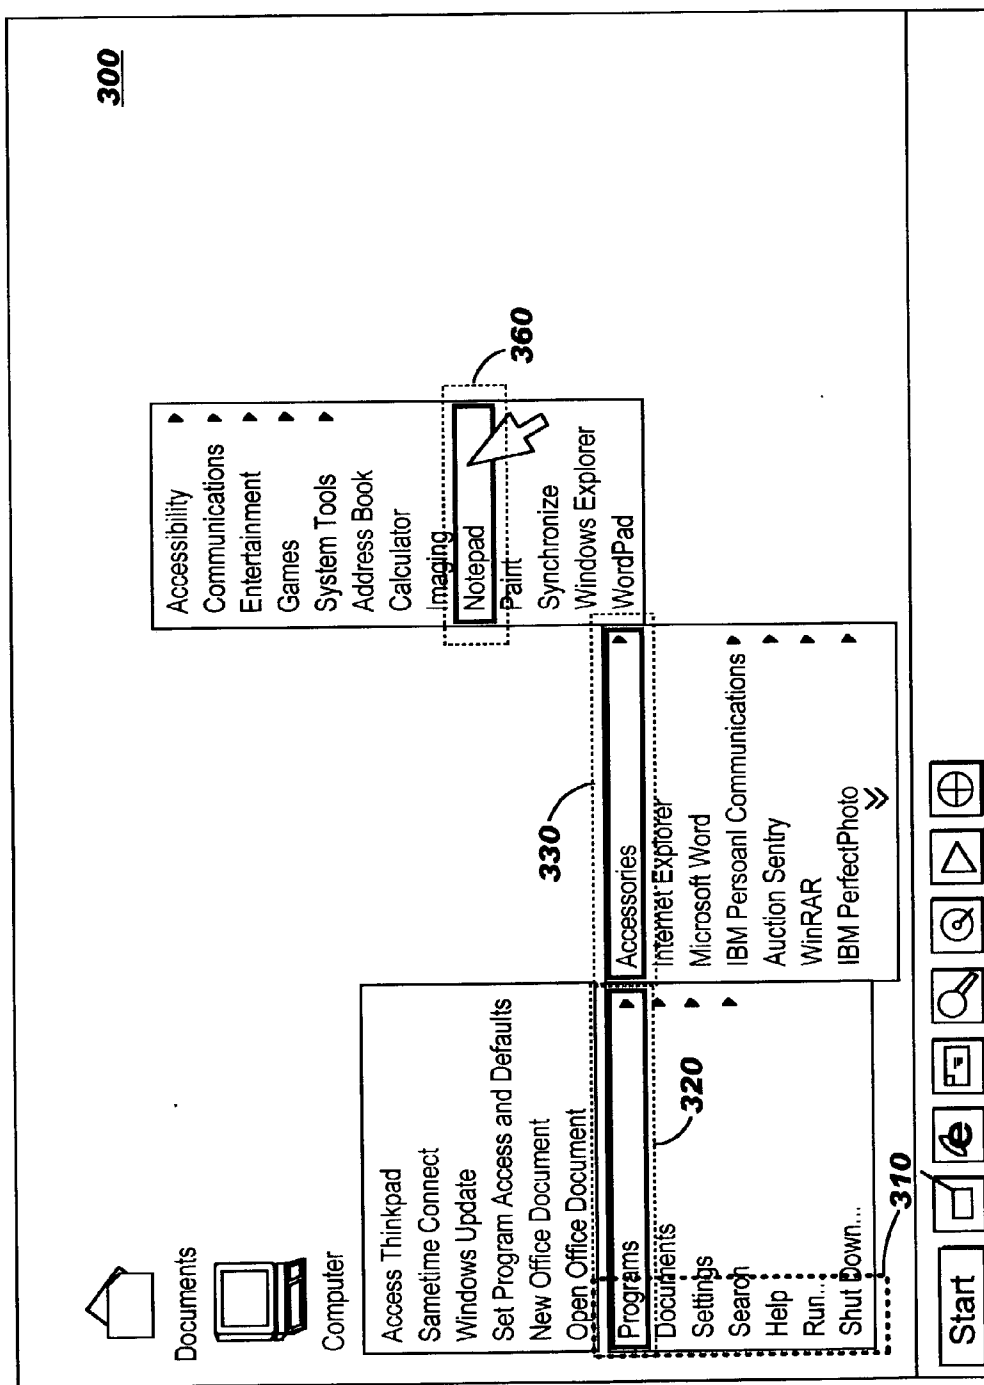 300
Documents
Computer
Access Thinkpad
Sametime Connect
Windows Update
Set Program Access and Defaults
New Office Document
Open Office Document
Programs
Documents
Settings
Search
Help
Run...
Shut Down...
310
320
330
Accessories
Internet Explorer
Microsoft Word
IBM Persoanl Communications
Auction Sentry
WinRAR
IBM PerfectPhoto
Accessibility
Communications
Entertainment
Games
System Tools
Address Book
Calculator
Imaging
Notepad
Paint
Synchronize
Windows Explorer
WordPad
360
Start
e